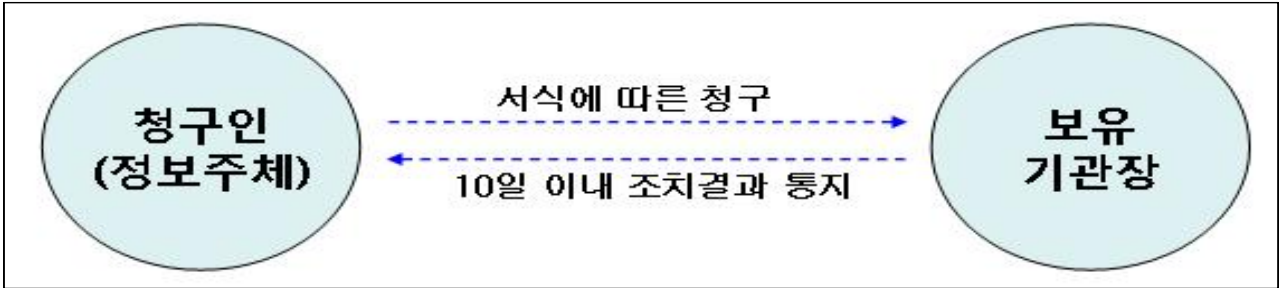 청구인
(정보주체)
서식에 따른 청구
10일 이내 조치결과 통지
보유
기관장